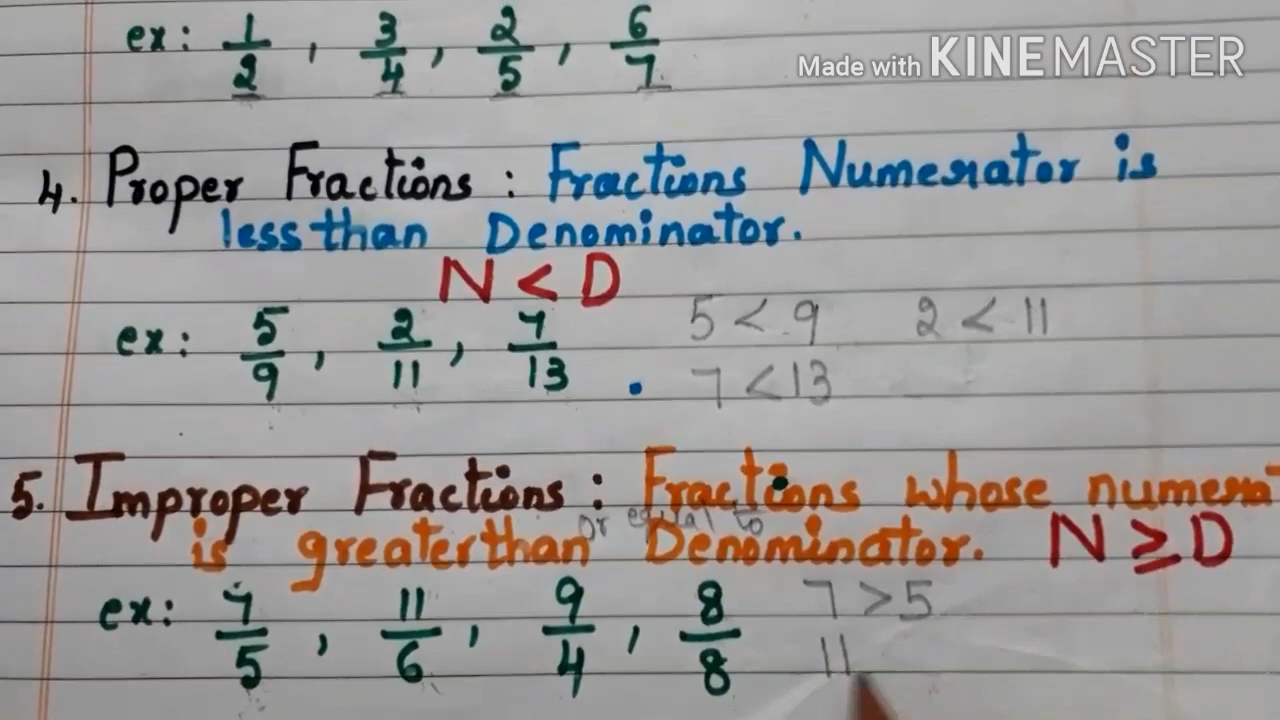 ex: 1/2, 3/4, 2/5, 6/7
Made with KINEMASTER
4. Proper Fractions: Fractions Numerator is
less than Denominator.
N < D
ex: 5/9, 2/11, 7/13 . 5 < 9 2 < 11
7 < 13
5. Improper Fractions: Fractions whose numerat
or equal to
is greaterthan Denominator. N ≥ D
ex: 7/5, 11/6, 9/4, 8/8 7 > 5
11